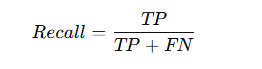 Recall = TP / (TP + FN)